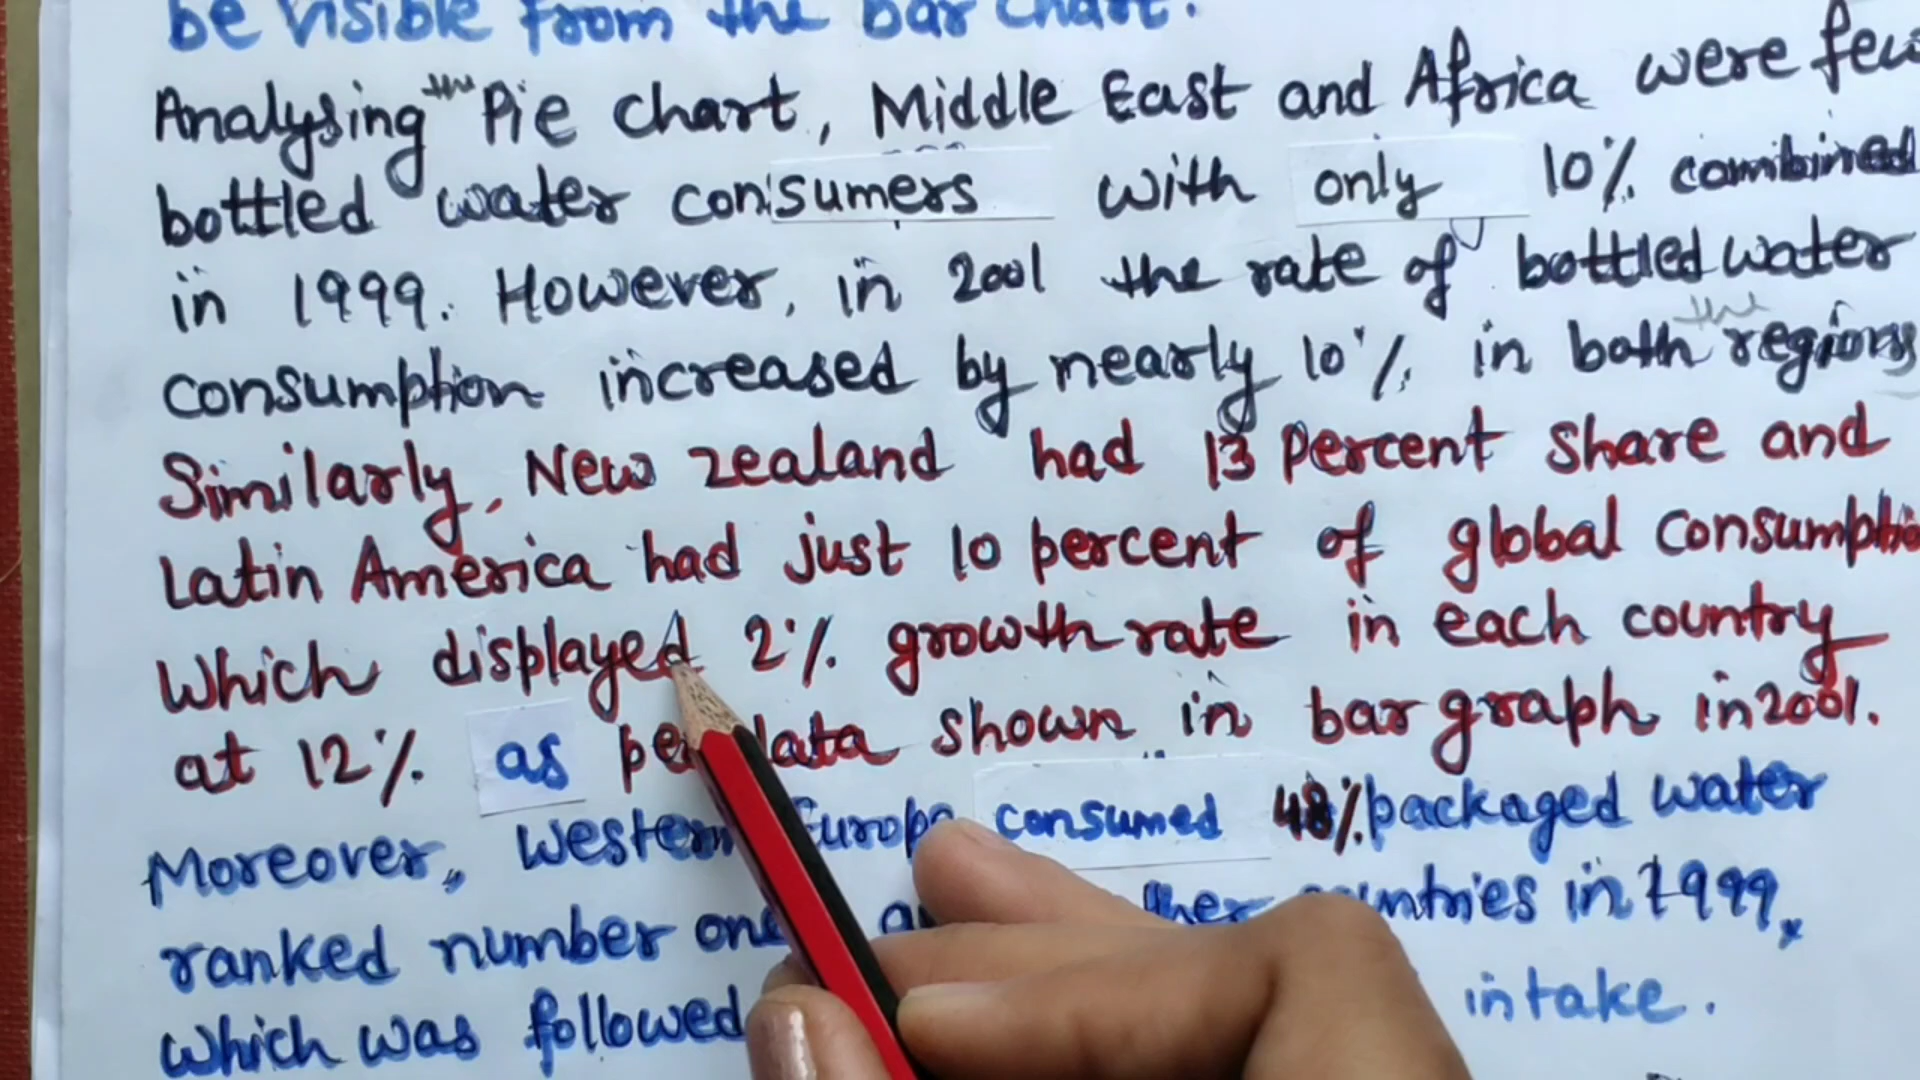 be visible from the bar chart.
Analysing the Pie chart, Middle East and Africa were few
bottled water consumers with only 10% combined
in 1999. However, in 2001 the rate of bottled water
consumption increased by nearly 10% in both the regions
Similarly, New zealand had 13 percent share and
Latin America had just 10 percent of global consumptio
which displayed 2% growth rate in each country
at 12% as per data shown in bar graph in 2001.
Moreover, Western Europe consumed 48% packaged water
ranked number one countries in 1999,
which was followed intake.